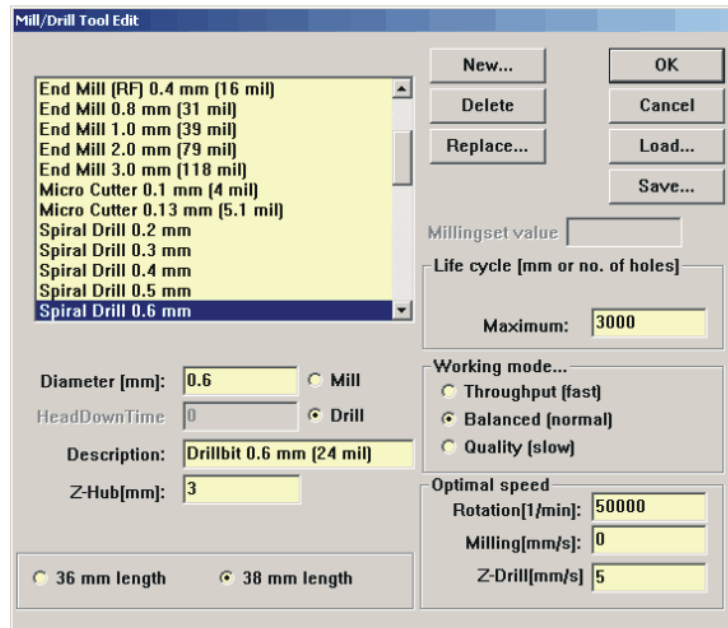 Mill/Drill Tool Edit
End Mill (RF) 0.4 mm (16 mil)
End Mill 0.8 mm (31 mil)
End Mill 1.0 mm (39 mil)
End Mill 2.0 mm (79 mil)
End Mill 3.0 mm (118 mil)
Micro Cutter 0.1 mm (4 mil)
Micro Cutter 0.13 mm (5.1 mil)
Spiral Drill 0.2 mm
Spiral Drill 0.3 mm
Spiral Drill 0.4 mm
Spiral Drill 0.5 mm
Spiral Drill 0.6 mm
New... OK
Delete Cancel
Replace... Load...
Save...
Millingset value
Life cycle [mm or no. of holes]
Maximum: 3000
Diameter [mm]: 0.6 Mill
HeadDownTime 0 Drill
Description: Drillbit 0.6 mm (24 mil)
Z-Hub[mm]: 3
Working mode...
Throughput (fast)
Balanced (normal)
Quality (slow)
Optimal speed
Rotation[1/min]: 50000
Milling[mm/s]: 0
Z-Drill[mm/s] 5
36 mm length 38 mm length